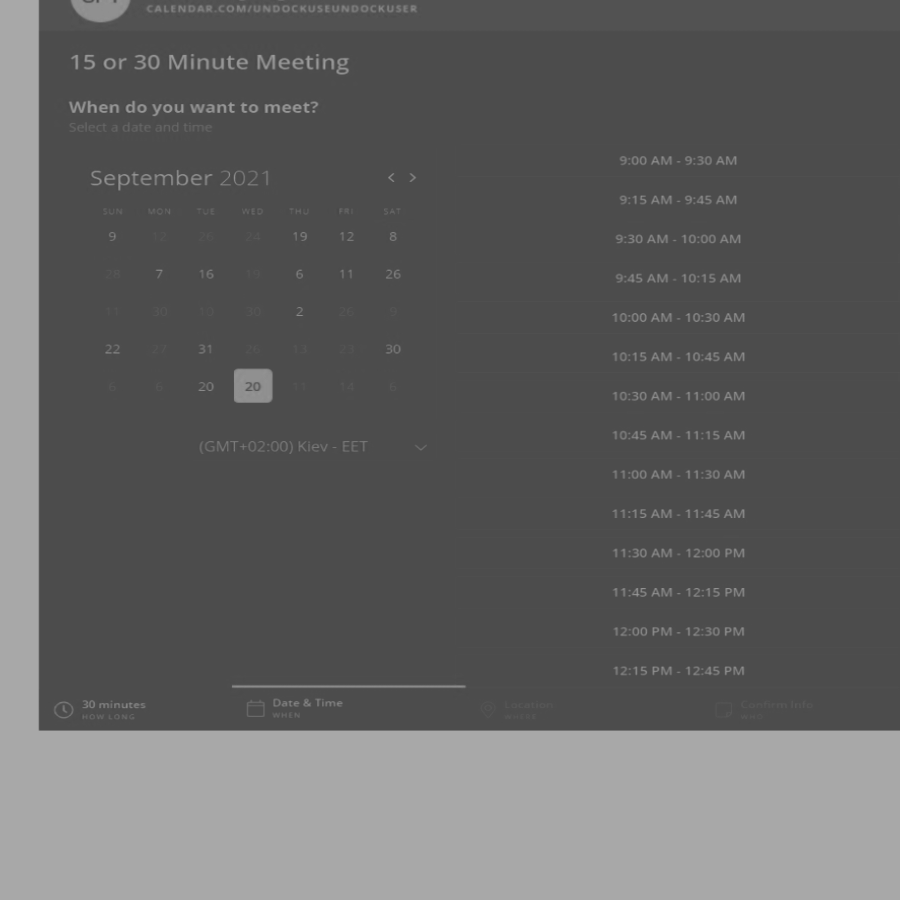 CALENDAR.COM/UNDOCKUSEUNDOCKUSER
15 or 30 Minute Meeting
When do you want to meet?
Select a date and time
September 2021 < >
SUN MON TUE WED THU FRI SAT
9 12 26 24 19 12 8
28 7 16 19 6 11 26
11 30 19 30 2 26 9
22 27 31 26 13 23 30
6 6 20 20 11 14 6
(GMT+02:00) Kiev - EET
9:00 AM - 9:30 AM
9:15 AM - 9:45 AM
9:30 AM - 10:00 AM
9:45 AM - 10:15 AM
10:00 AM - 10:30 AM
10:15 AM - 10:45 AM
10:30 AM - 11:00 AM
10:45 AM - 11:15 AM
11:00 AM - 11:30 AM
11:15 AM - 11:45 AM
11:30 AM - 12:00 PM
11:45 AM - 12:15 PM
12:00 PM - 12:30 PM
12:15 PM - 12:45 PM
30 minutes
HOW LONG
Date & Time
WHEN
Location
WHERE
Confirm Info
WHO